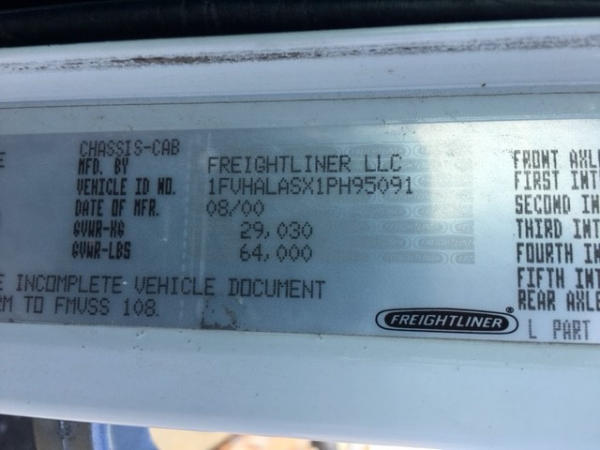 CHASSIS-CAB
MFD. BY FREIGHTLINER LLC
VEHICLE ID NO. 1FVHALASX1PH95091
DATE OF MFR. 08/00
GVWR-KG 29,030
GVWR-LBS 64,000
E INCOMPLETE VEHICLE DOCUMENT
M TO FMVSS 108.
FREIGHTLINER®
FRONT AXLE
FIRST INT
SECOND IN
THIRD INT
FOURTH IN
FIFTH INT
REAR AXLE
L PART